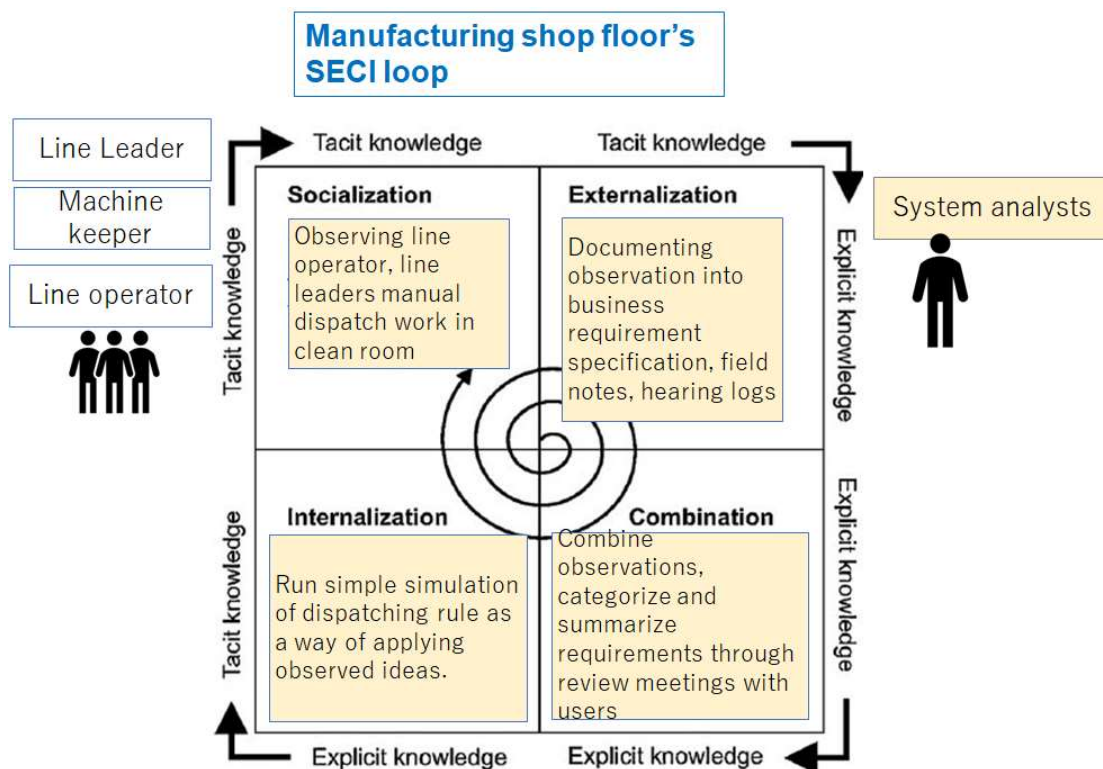 Manufacturing shop floor's
SECI loop
Line Leader
Machine
keeper
Line operator
Tacit knowledge
Tacit knowledge
System analysts
Tacit knowledge
Explicit knowledge
Socialization
Observing line
operator, line
leaders manual
dispatch work in
clean room
Externalization
Documenting
observation into
business
requirement
specification, field
notes, hearing logs
Tacit knowledge
Explicit knowledge
Internalization
Run simple simulation
of dispatching rule as
a way of applying
observed ideas.
Combination
Combine
observations,
categorize and
summarize
requirements through
review meetings with
users
Explicit knowledge
Explicit knowledge